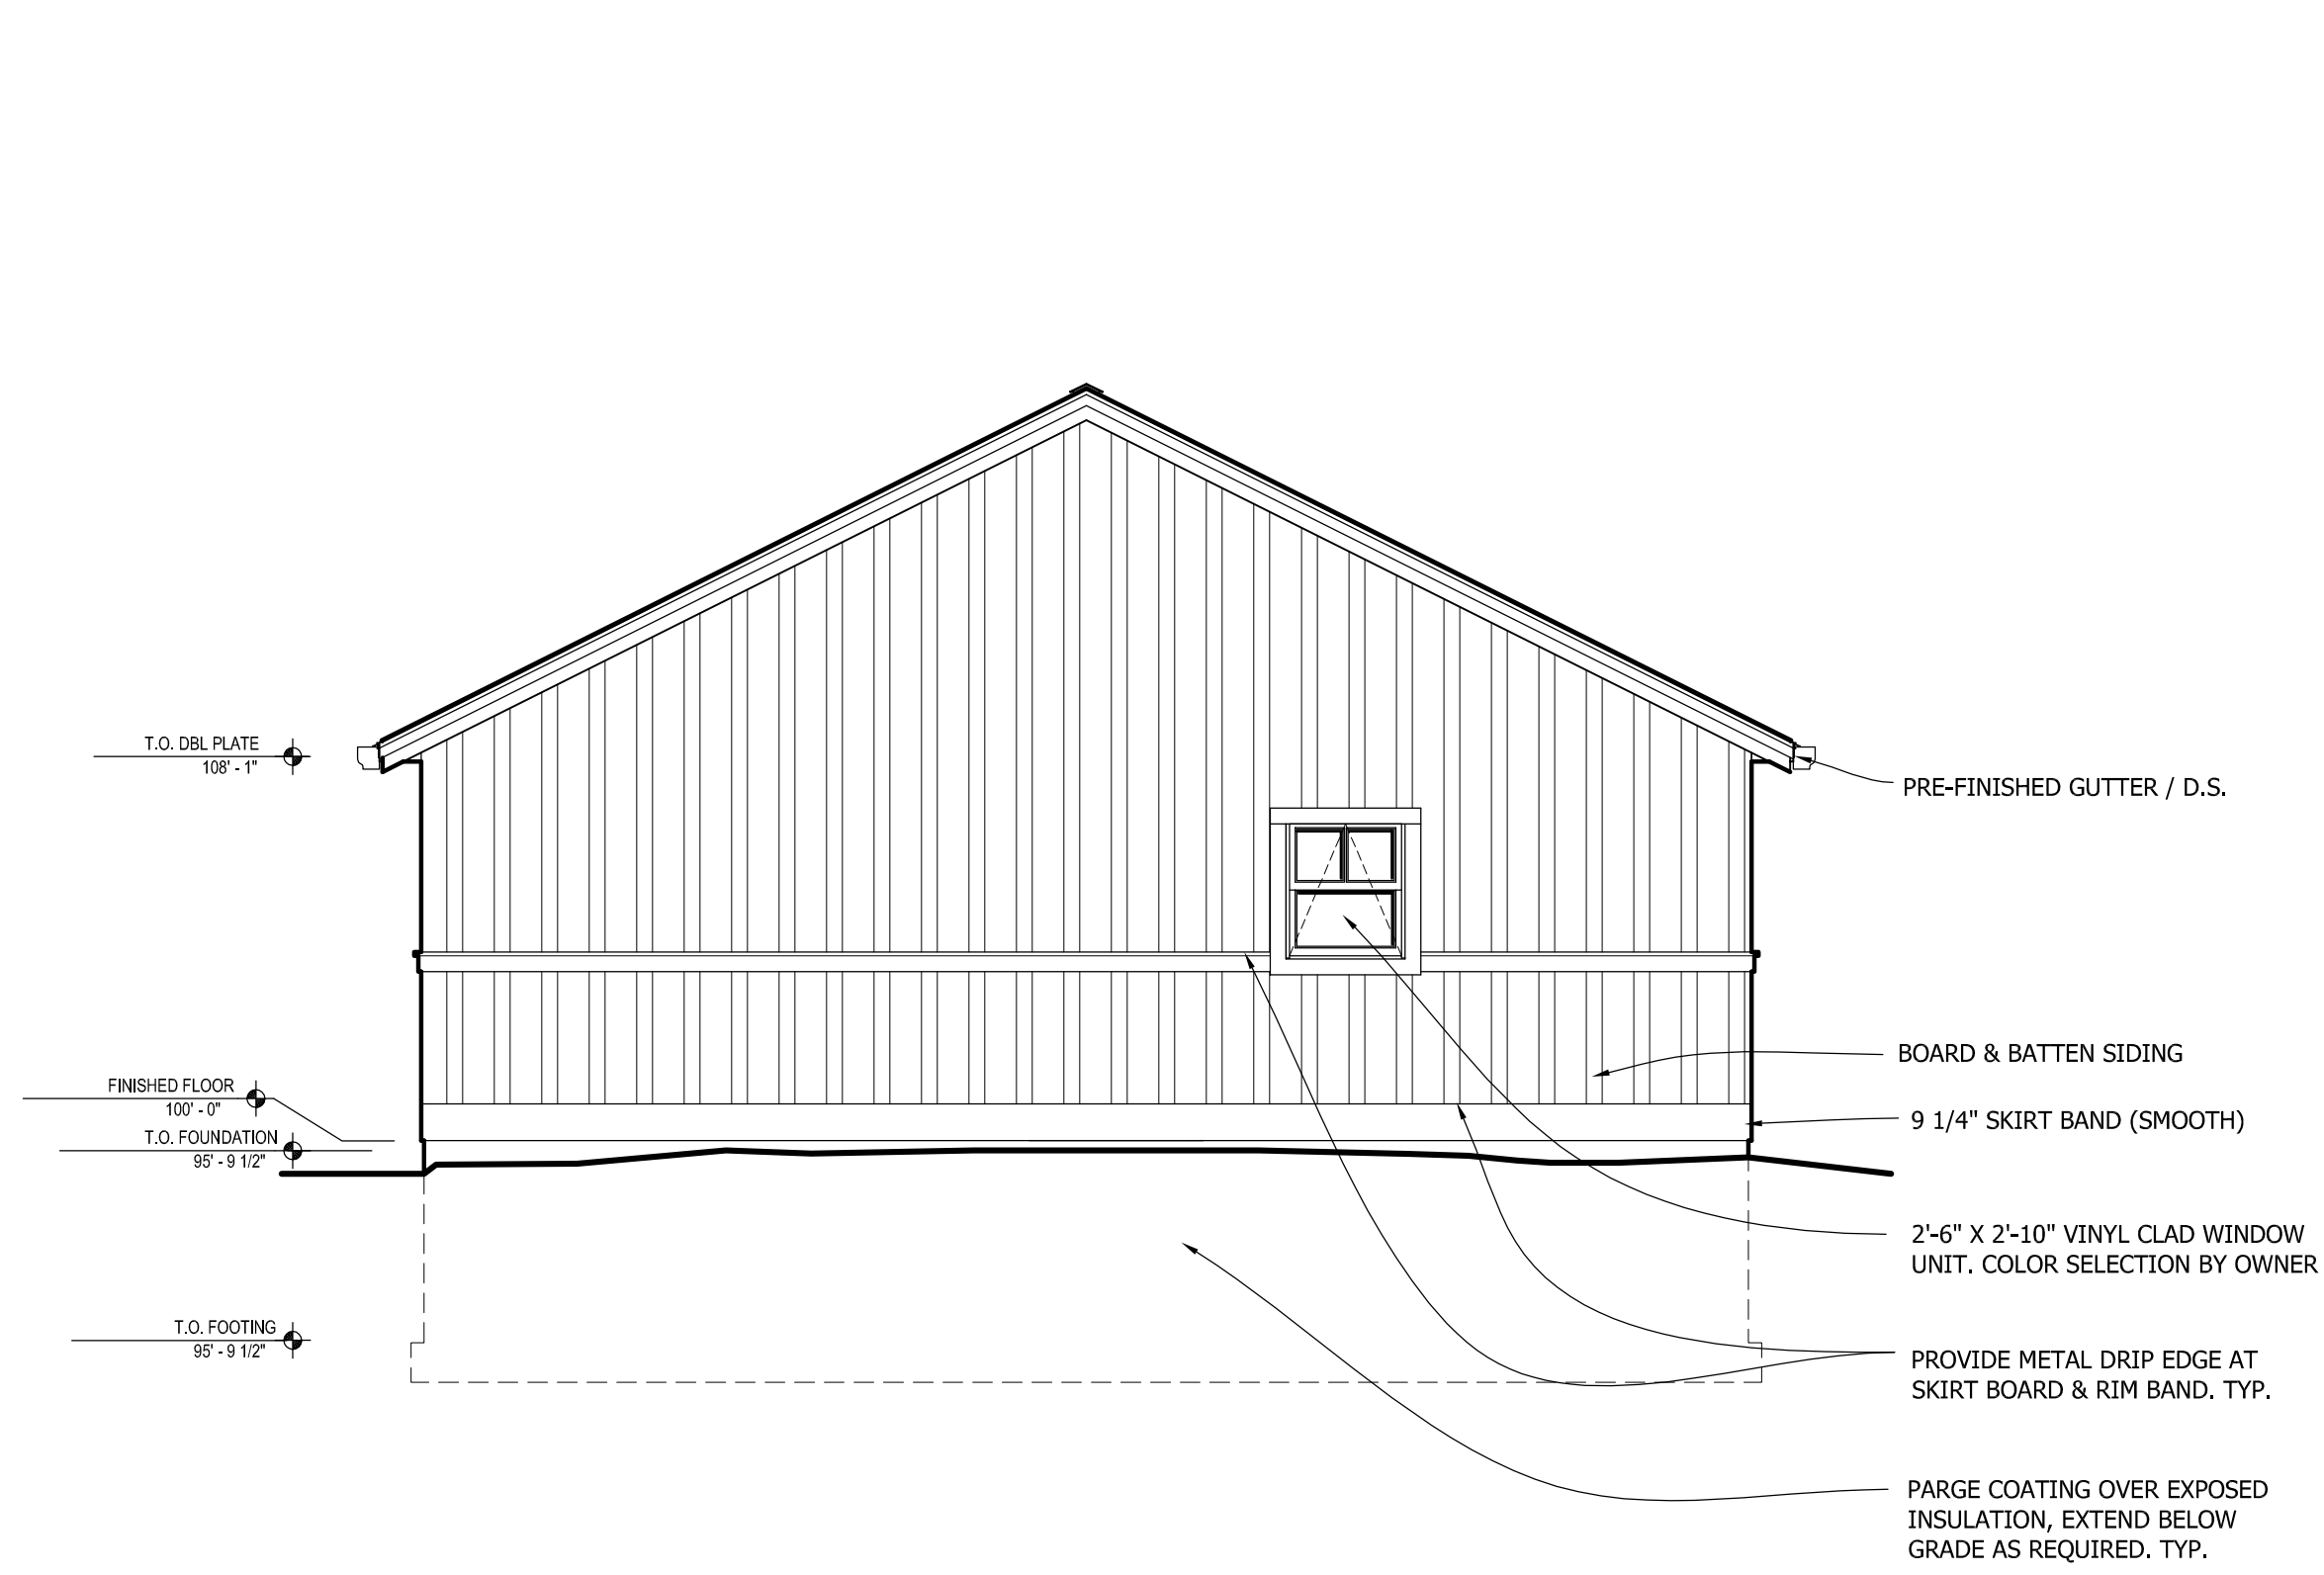 T.O. DBL PLATE
108' - 1"
PRE-FINISHED GUTTER / D.S.
BOARD & BATTEN SIDING
FINISHED FLOOR
100' - 0"
9 1/4" SKIRT BAND (SMOOTH)
T.O. FOUNDATION
95' - 9 1/2"
2'-6" X 2'-10" VINYL CLAD WINDOW
UNIT. COLOR SELECTION BY OWNER
T.O. FOOTING
95' - 9 1/2"
PROVIDE METAL DRIP EDGE AT
SKIRT BOARD & RIM BAND. TYP.
PARGE COATING OVER EXPOSED
INSULATION, EXTEND BELOW
GRADE AS REQUIRED. TYP.